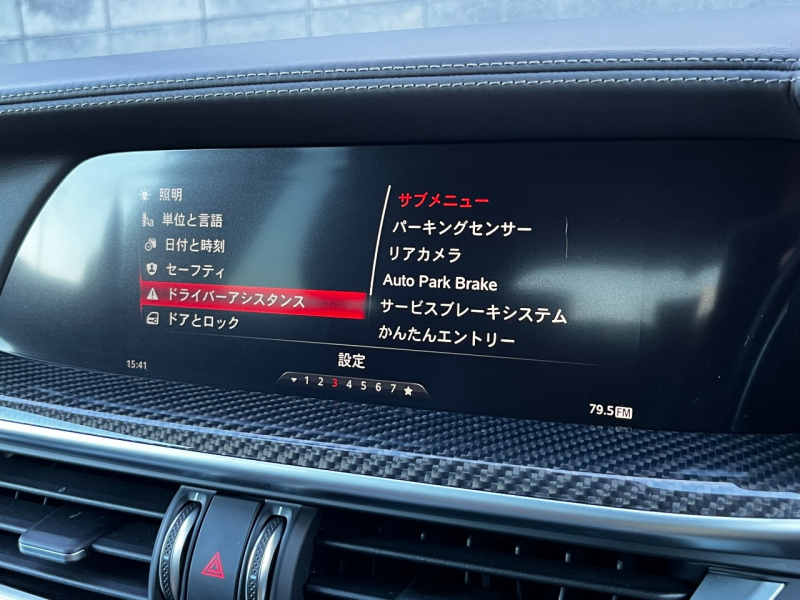 照明
単位と言語
日付と時刻
セーフティ
ドライバーアシスタンス
ドアとロック
サブメニュー
パーキングセンサー
リアカメラ
Auto Park Brake
サービスブレーキシステム
かんたんエントリー
設定
15:41
1 2 3 4 5 6 7
79.5 FM